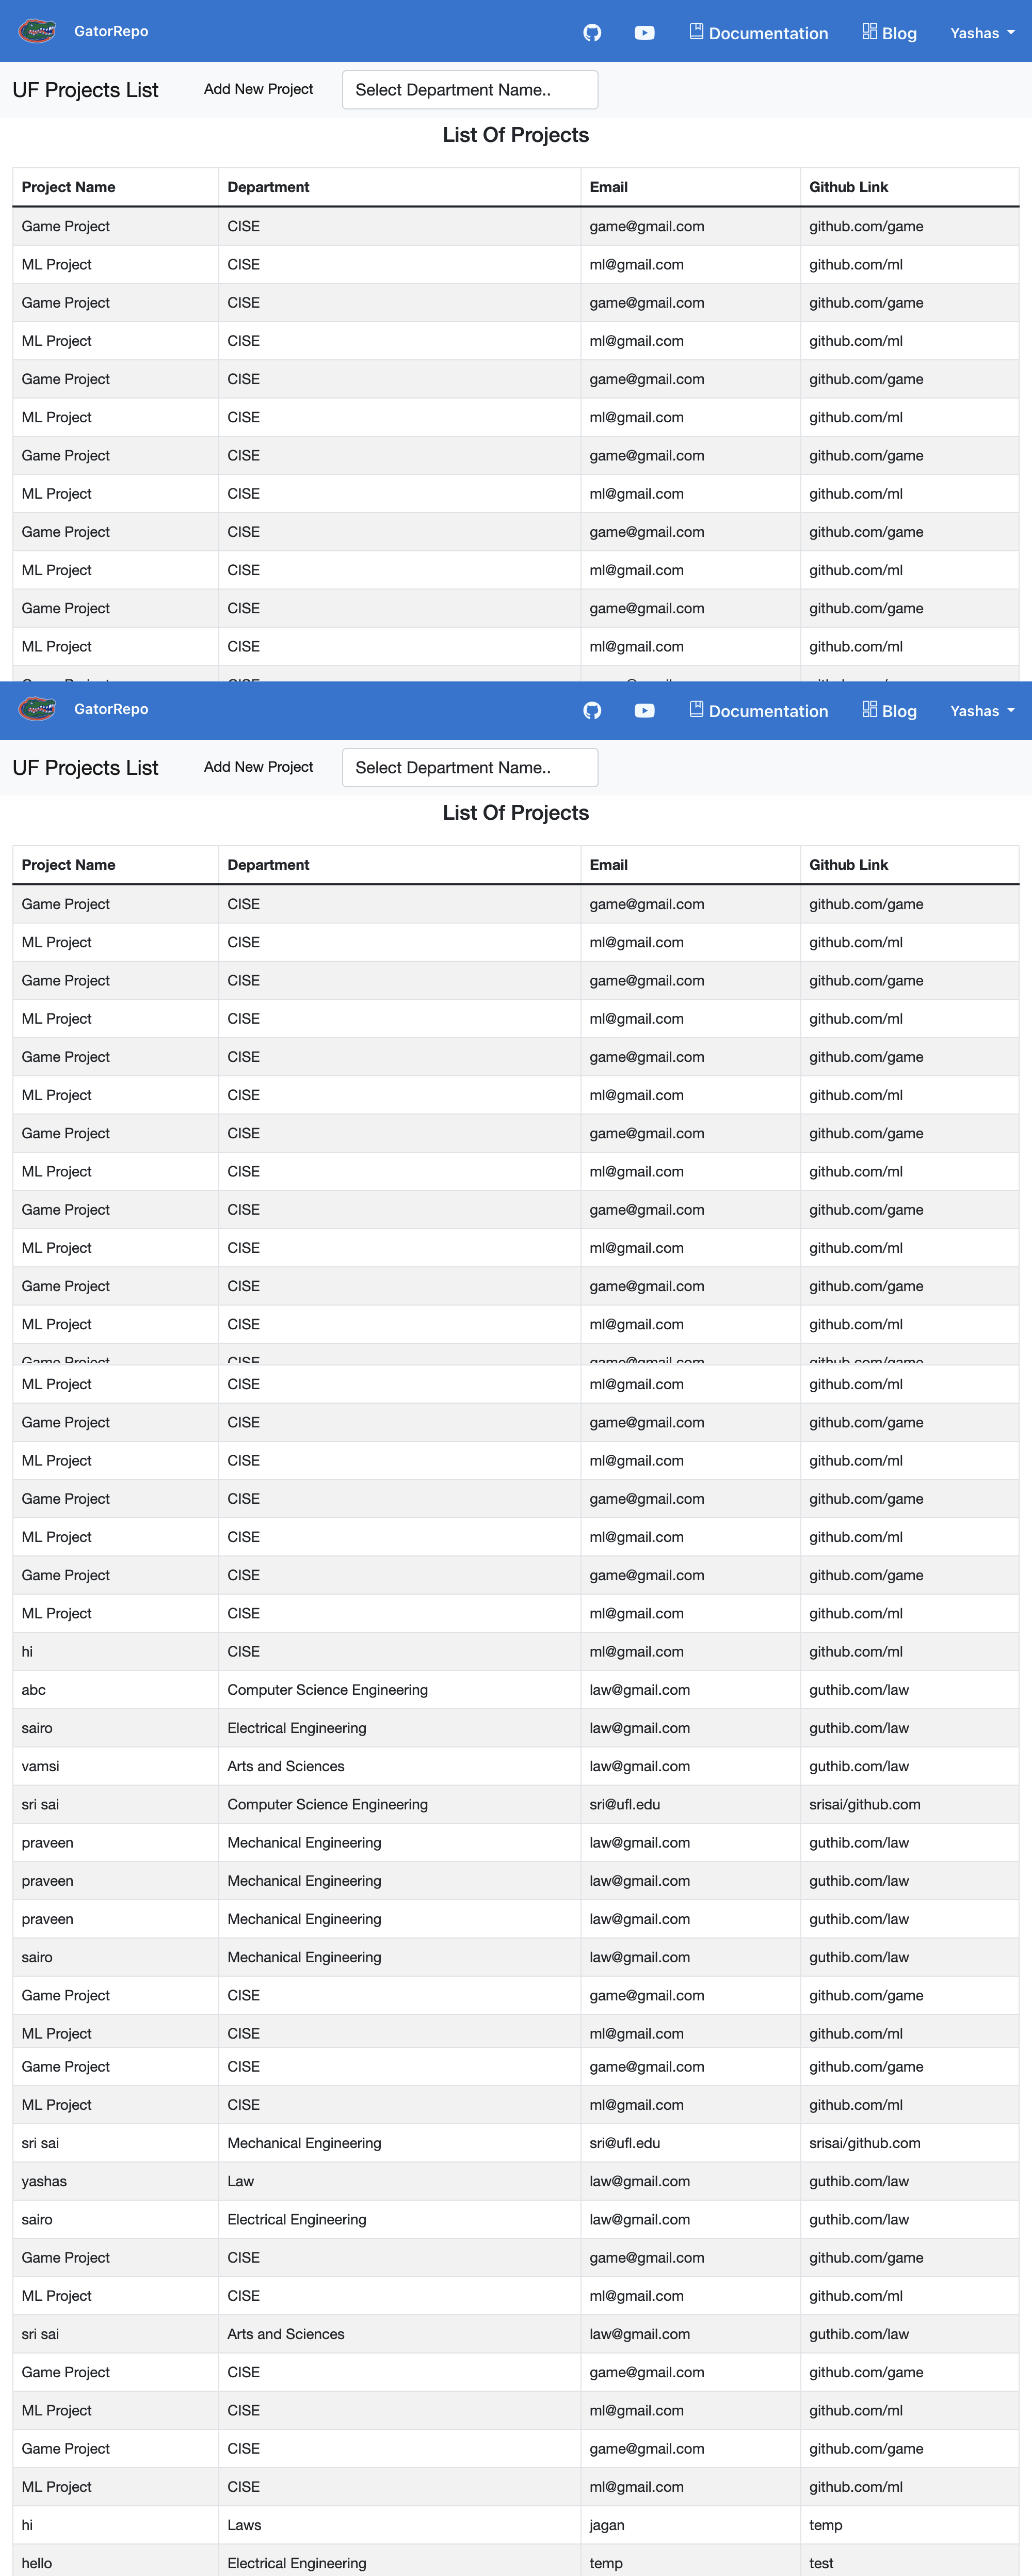 GatorRepo Documentation Blog Yashas
UF Projects List Add New Project Select Department Name..
List Of Projects
Project Name Department Email Github Link
Game Project CISE game@gmail.com github.com/game
ML Project CISE ml@gmail.com github.com/ml
Game Project CISE game@gmail.com github.com/game
ML Project CISE ml@gmail.com github.com/ml
Game Project CISE game@gmail.com github.com/game
ML Project CISE ml@gmail.com github.com/ml
Game Project CISE game@gmail.com github.com/game
ML Project CISE ml@gmail.com github.com/ml
Game Project CISE game@gmail.com github.com/game
ML Project CISE ml@gmail.com github.com/ml
Game Project CISE game@gmail.com github.com/game
ML Project CISE ml@gmail.com github.com/ml
GatorRepo Documentation Blog Yashas
UF Projects List Add New Project Select Department Name..
List Of Projects
Project Name Department Email Github Link
Game Project CISE game@gmail.com github.com/game
ML Project CISE ml@gmail.com github.com/ml
Game Project CISE game@gmail.com github.com/game
ML Project CISE ml@gmail.com github.com/ml
Game Project CISE game@gmail.com github.com/game
ML Project CISE ml@gmail.com github.com/ml
Game Project CISE game@gmail.com github.com/game
ML Project CISE ml@gmail.com github.com/ml
Game Project CISE game@gmail.com github.com/game
ML Project CISE ml@gmail.com github.com/ml
Game Project CISE game@gmail.com github.com/game
ML Project CISE ml@gmail.com github.com/ml
Game Project CISE game@gmail.com github.com/game
ML Project CISE ml@gmail.com github.com/ml
Game Project CISE game@gmail.com github.com/game
ML Project CISE ml@gmail.com github.com/ml
Game Project CISE game@gmail.com github.com/game
ML Project CISE ml@gmail.com github.com/ml
Game Project CISE game@gmail.com github.com/game
ML Project CISE ml@gmail.com github.com/ml
hi CISE ml@gmail.com github.com/ml
abc Computer Science Engineering law@gmail.com guthib.com/law
sairo Electrical Engineering law@gmail.com guthib.com/law
vamsi Arts and Sciences law@gmail.com guthib.com/law
sri sai Computer Science Engineering sri@ufl.edu srisai/github.com
praveen Mechanical Engineering law@gmail.com guthib.com/law
praveen Mechanical Engineering law@gmail.com guthib.com/law
praveen Mechanical Engineering law@gmail.com guthib.com/law
sairo Mechanical Engineering law@gmail.com guthib.com/law
Game Project CISE game@gmail.com github.com/game
ML Project CISE ml@gmail.com github.com/ml
Game Project CISE game@gmail.com github.com/game
ML Project CISE ml@gmail.com github.com/ml
sri sai Mechanical Engineering sri@ufl.edu srisai/github.com
yashas Law law@gmail.com guthib.com/law
sairo Electrical Engineering law@gmail.com guthib.com/law
Game Project CISE game@gmail.com github.com/game
ML Project CISE ml@gmail.com github.com/ml
sri sai Arts and Sciences law@gmail.com guthib.com/law
Game Project CISE game@gmail.com github.com/game
ML Project CISE ml@gmail.com github.com/ml
Game Project CISE game@gmail.com github.com/game
ML Project CISE ml@gmail.com github.com/ml
hi Laws jagan temp
hello Electrical Engineering temp test